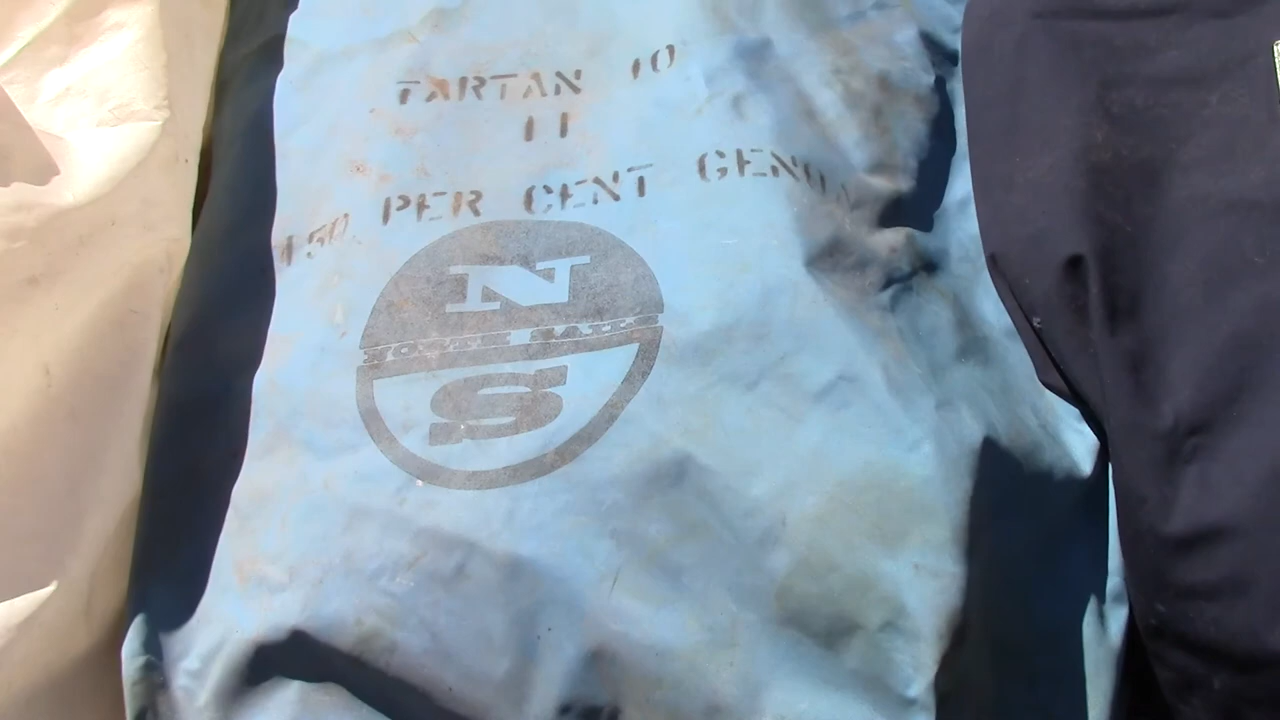 TARTAN 10
11
150 PER CENT GENOA
N
NORTH SAILS
S